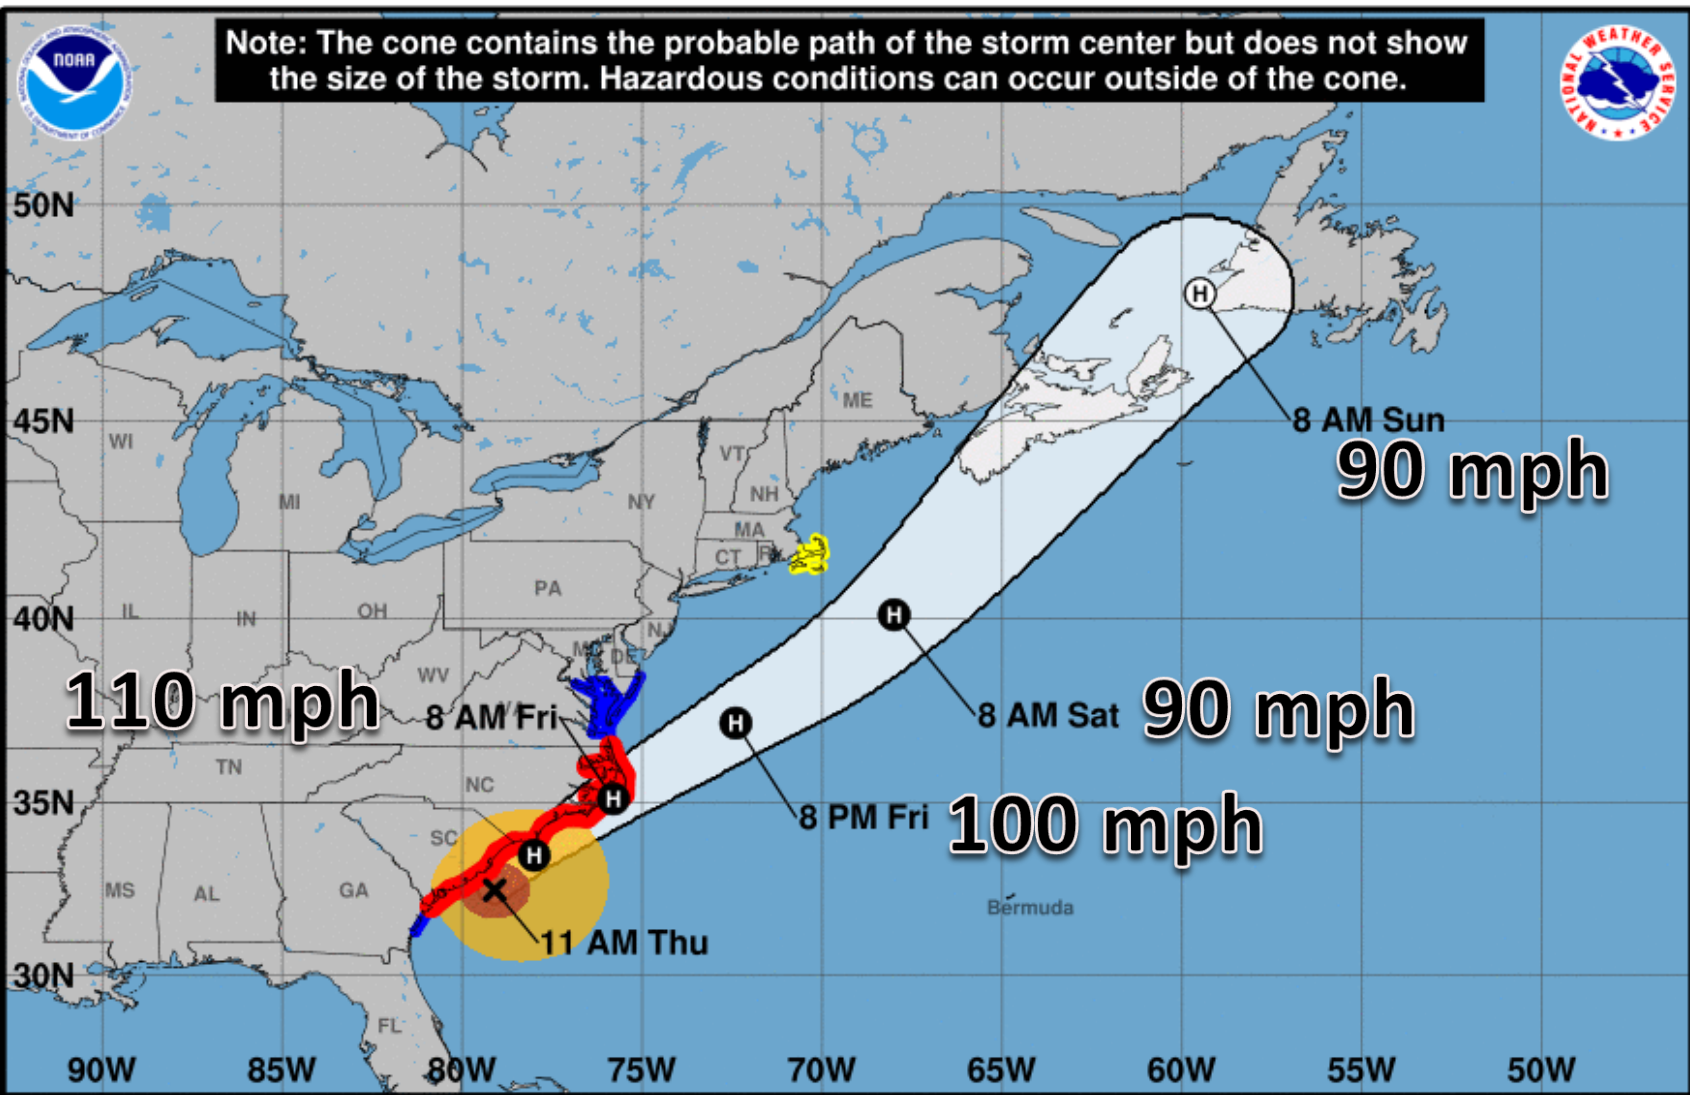 Note: The cone contains the probable path of the storm center but does not show
the size of the storm. Hazardous conditions can occur outside of the cone.
NOAA
NATIONAL WEATHER SERVICE
50N
45N
40N
35N
30N
ME
VT
NH
NY
MA
CT
WI
MI
PA
NJ
IL
IN
OH
DE
WV
TN
NC
SC
MS
AL
GA
FL
Bermuda
8 AM Sun
90 mph
8 AM Sat
90 mph
110 mph
8 AM Fri
8 PM Fri
100 mph
11 AM Thu
H
H
H
H
H
90W
85W
80W
75W
70W
65W
60W
55W
50W